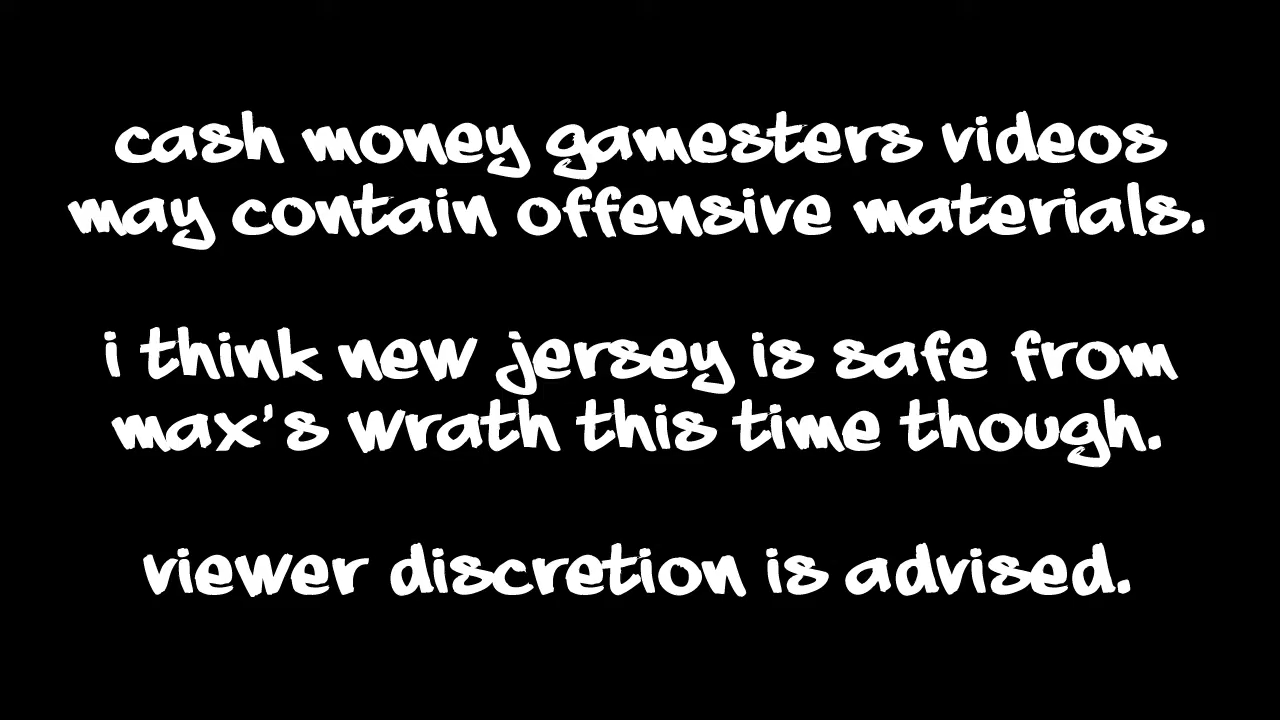 cash money gamesters videos
may contain offensive materials.
i think new jersey is safe from
max's wrath this time though.
viewer discretion is advised.